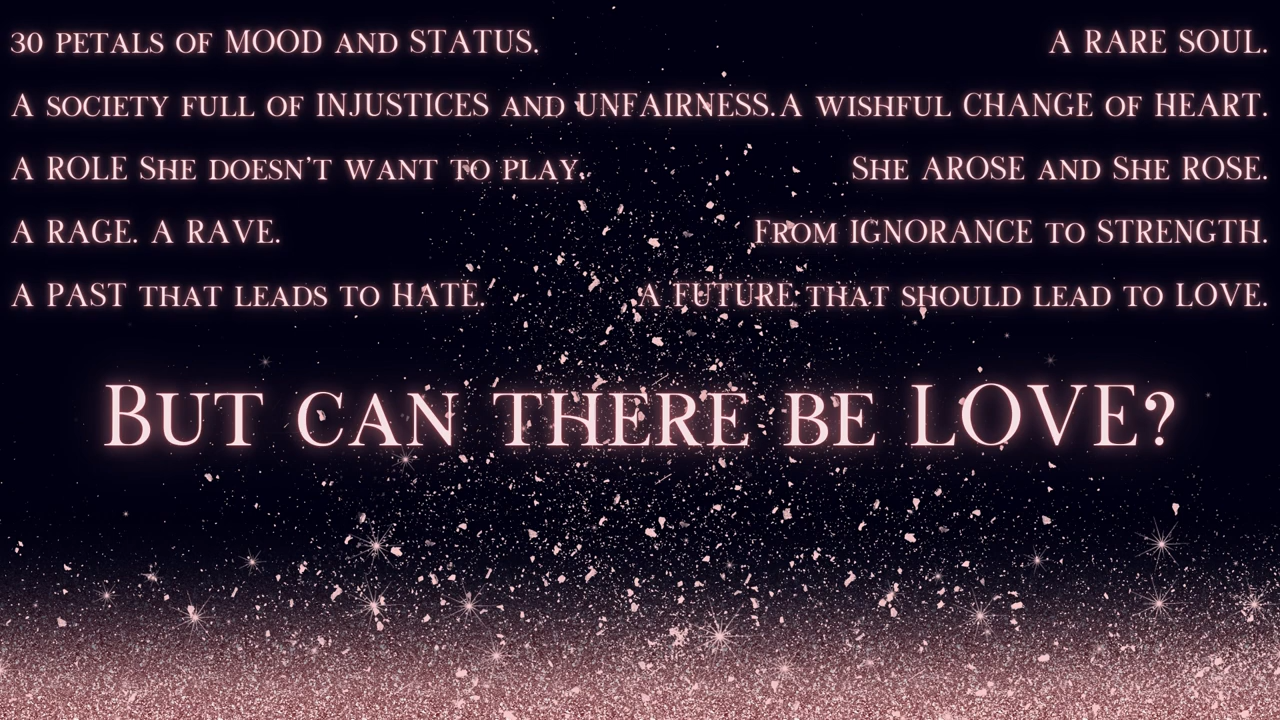 30 PETALS OF MOOD AND STATUS.
A SOCIETY FULL OF INJUSTICES AND UNFAIRNESS.
A ROLE SHE DOESN'T WANT TO PLAY.
A RAGE. A RAVE.
A PAST THAT LEADS TO HATE.
A RARE SOUL.
A WISHFUL CHANGE OF HEART.
SHE AROSE AND SHE ROSE.
FROM IGNORANCE TO STRENGTH.
A FUTURE THAT SHOULD LEAD TO LOVE.
BUT CAN THERE BE LOVE?